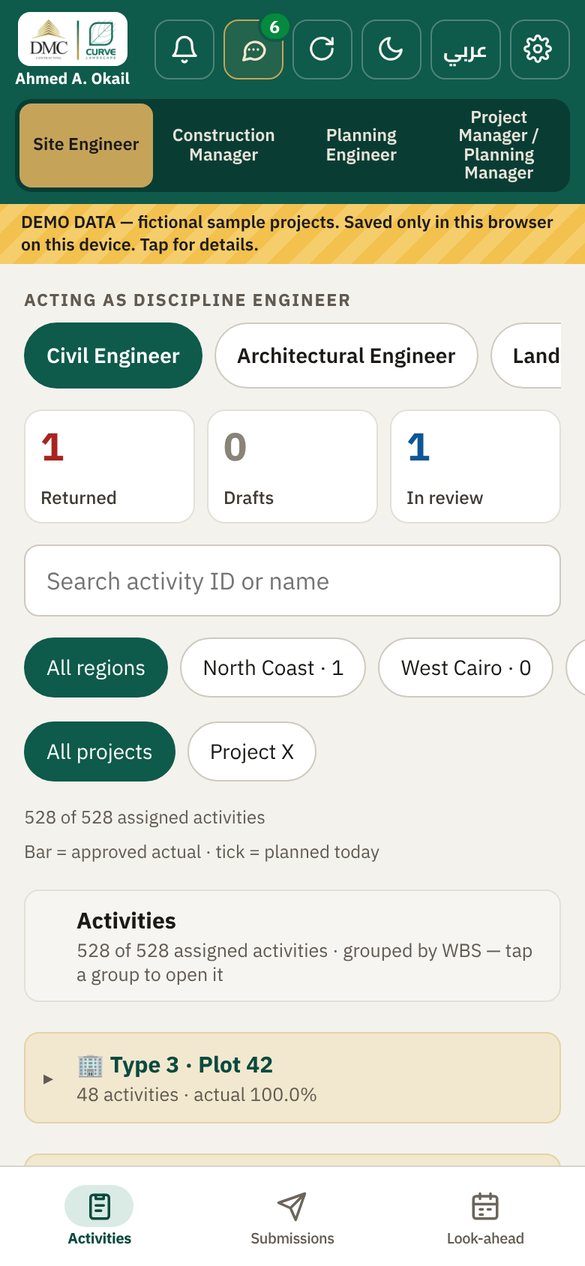 DMC
CONTRACTING
CURVE
LANDSCAPE
6
عربي
Ahmed A. Okail
Site Engineer
Construction
Manager
Planning
Engineer
Project
Manager /
Planning
Manager
DEMO DATA — fictional sample projects. Saved only in this browser
on this device. Tap for details.
ACTING AS DISCIPLINE ENGINEER
Civil Engineer
Architectural Engineer
Land
1
Returned
0
Drafts
1
In review
Search activity ID or name
All regions
North Coast · 1
West Cairo · 0
All projects
Project X
528 of 528 assigned activities
Bar = approved actual · tick = planned today
Activities
528 of 528 assigned activities · grouped by WBS — tap
a group to open it
▸ 🏢 Type 3 · Plot 42
48 activities · actual 100.0%
Activities
Submissions
Look-ahead